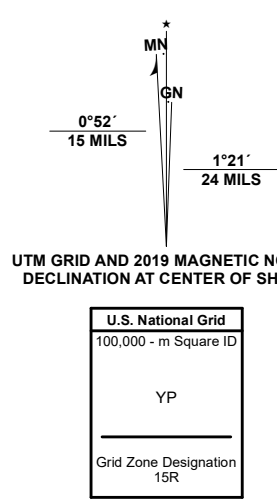 ★
MN
GN
0°52´
15 MILS
1°21´
24 MILS
UTM GRID AND 2019 MAGNETIC NO
DECLINATION AT CENTER OF SH
U.S. National Grid
100,000 - m Square ID
YP
Grid Zone Designation
15R